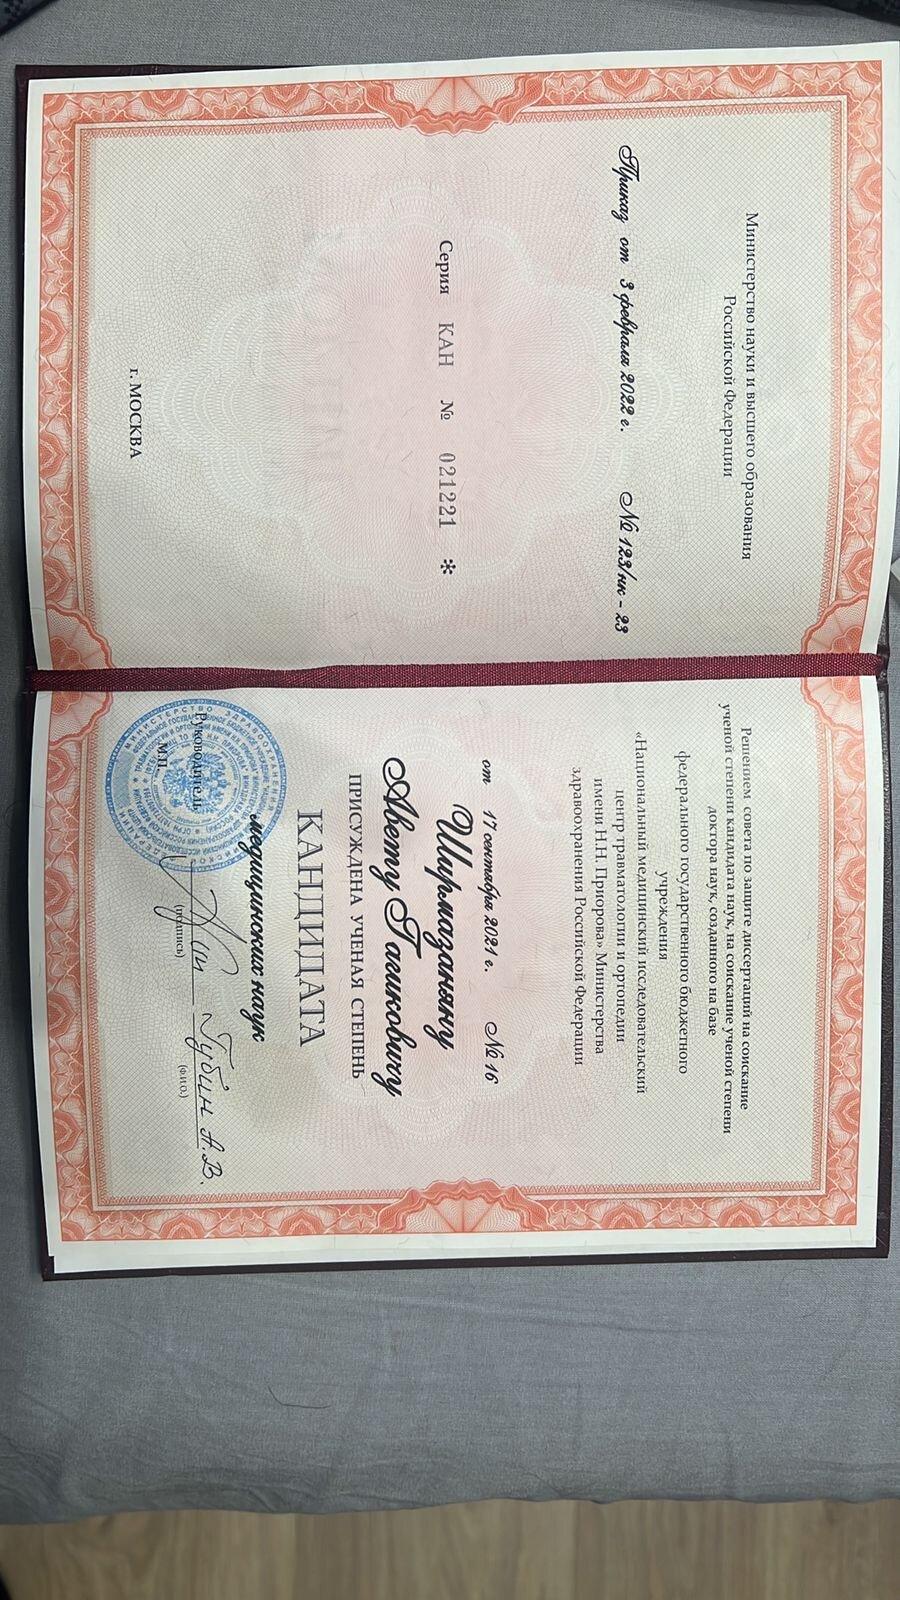 Министерство науки и высшего образования
Российской Федерации
Приказ от 3 февраля 2022 г. № 123/нк - 23
Серия КАН № 021221 *
г. МОСКВА
Решением совета по защите диссертаций на соискание
ученой степени кандидата наук, на соискание ученой степени
доктора наук, созданного на базе
федерального государственного бюджетного
учреждения
«Национальный медицинский исследовательский
центр травматологии и ортопедии
имени Н.Н. Приорова» Министерства
здравоохранения Российской Федерации
от 17 сентября 2021 г. № 16
Ширмазаняну
Авету Гагиковичу
ПРИСУЖДЕНА УЧЕНАЯ СТЕПЕНЬ
КАНДИДАТА
медицинских наук
Руководитель
Губин А.В.
М.П.
(подпись)
(Ф.И.О.)